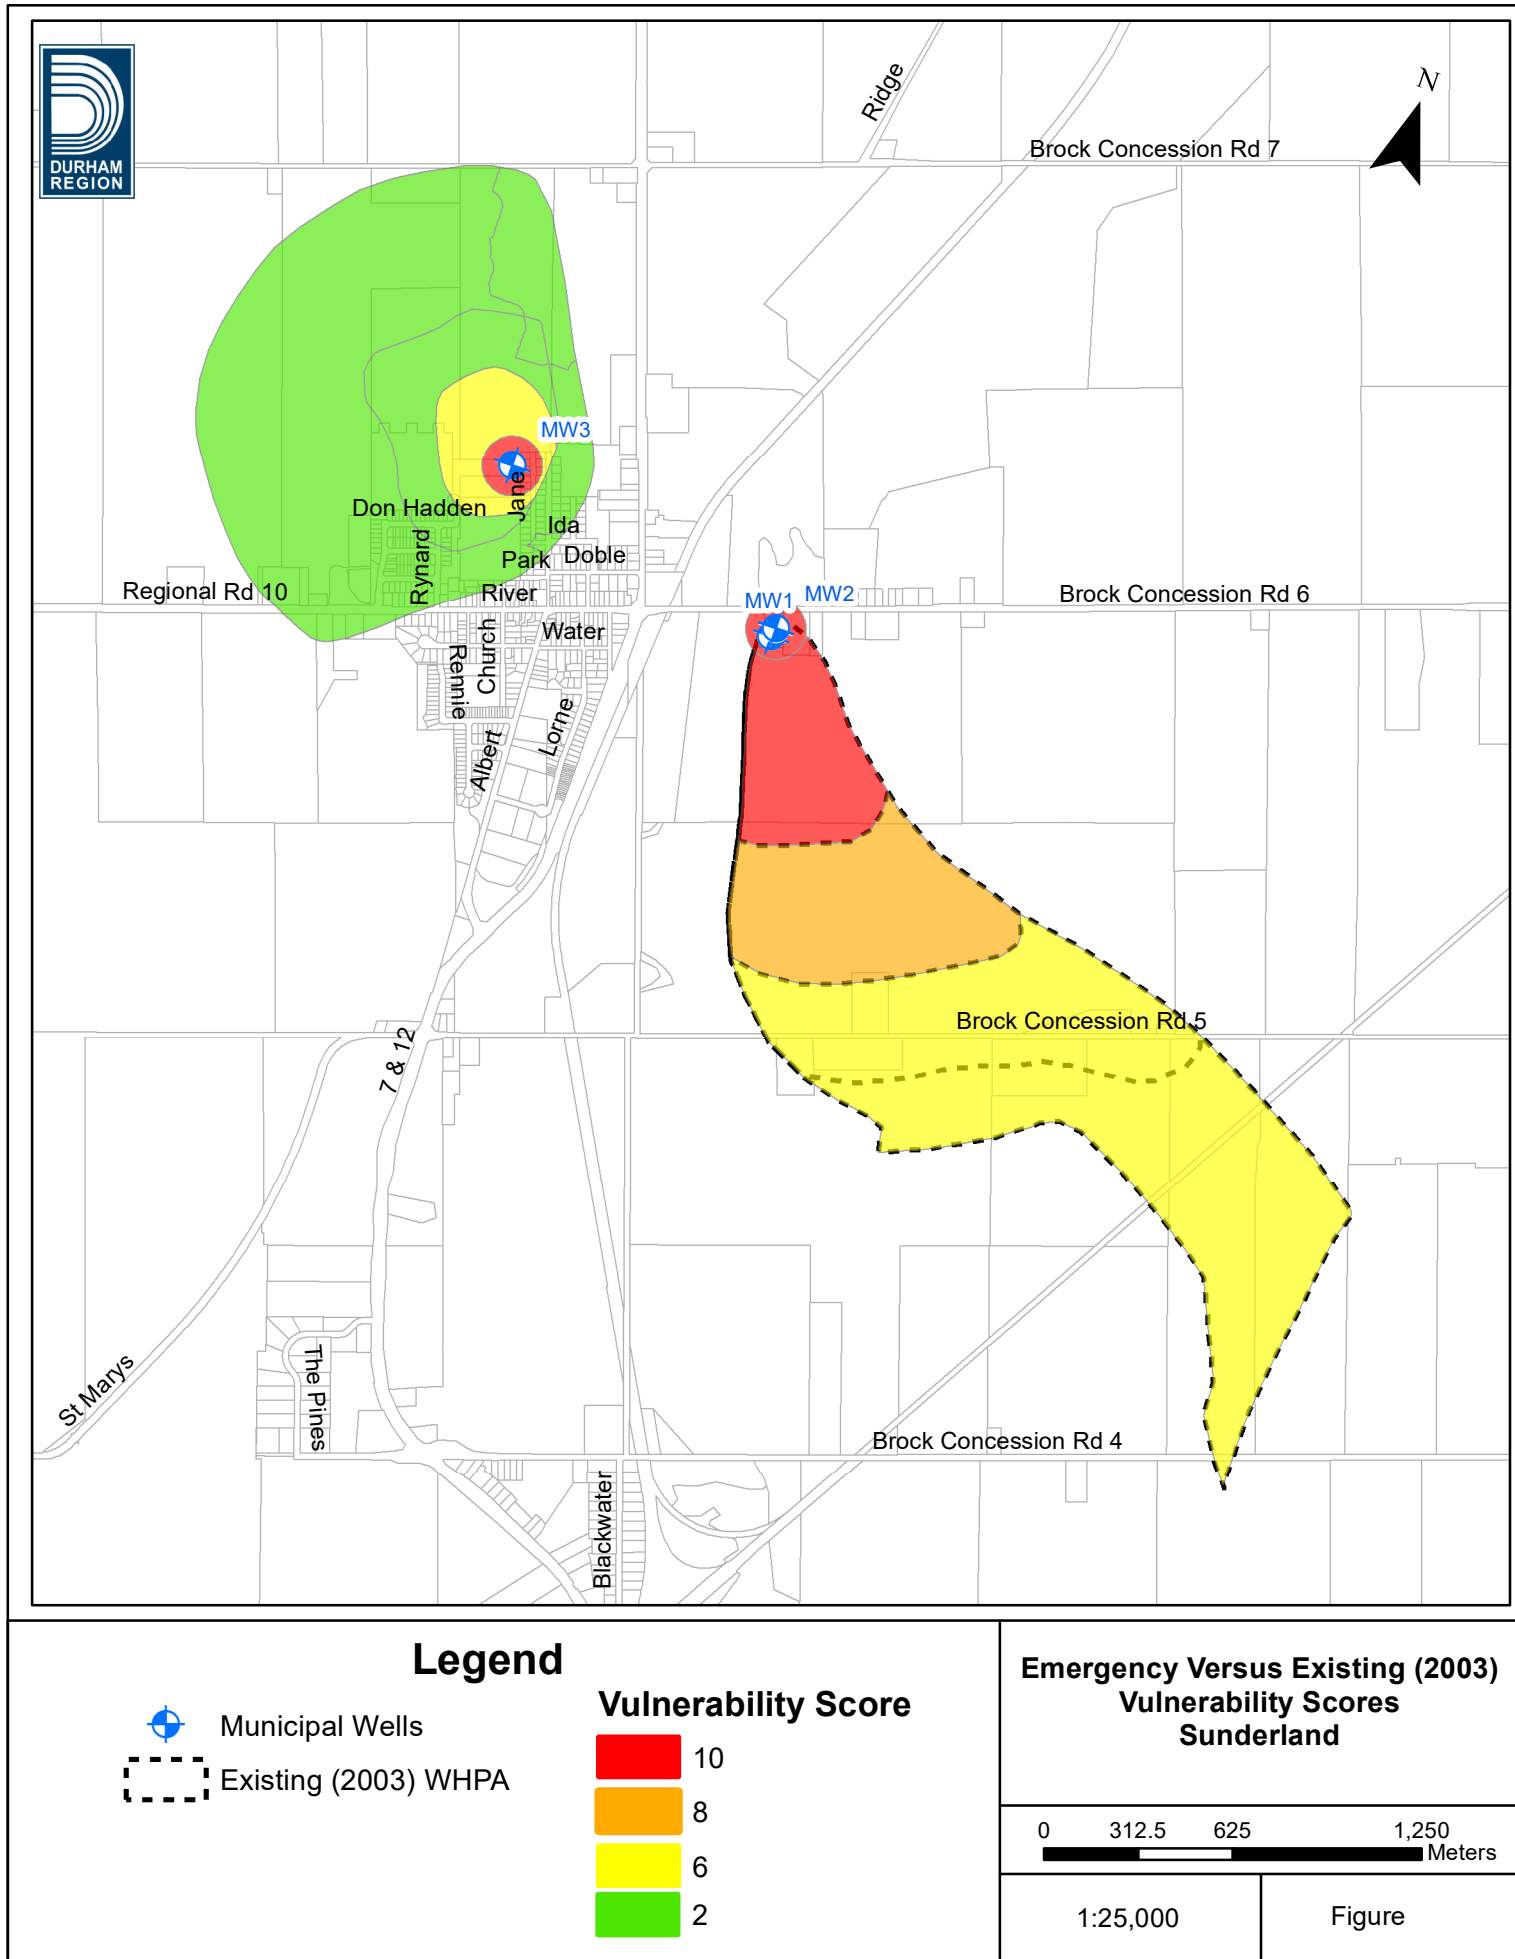 DURHAM
REGION
N
Ridge
Brock Concession Rd 7
MW3
Don Hadden
Jane
Ida
Rynard
Park
Doble
Regional Rd 10
River
MW1
MW2
Brock Concession Rd 6
Water
Church
Rennie
Lorne
Albert
Brock Concession Rd 5
7 & 12
The Pines
St Marys
Brock Concession Rd 4
Blackwater
Legend
Municipal Wells
Existing (2003) WHPA
Vulnerability Score
10
8
6
2
Emergency Versus Existing (2003)
Vulnerability Scores
Sunderland
0 312.5 625 1,250
Meters
1:25,000
Figure